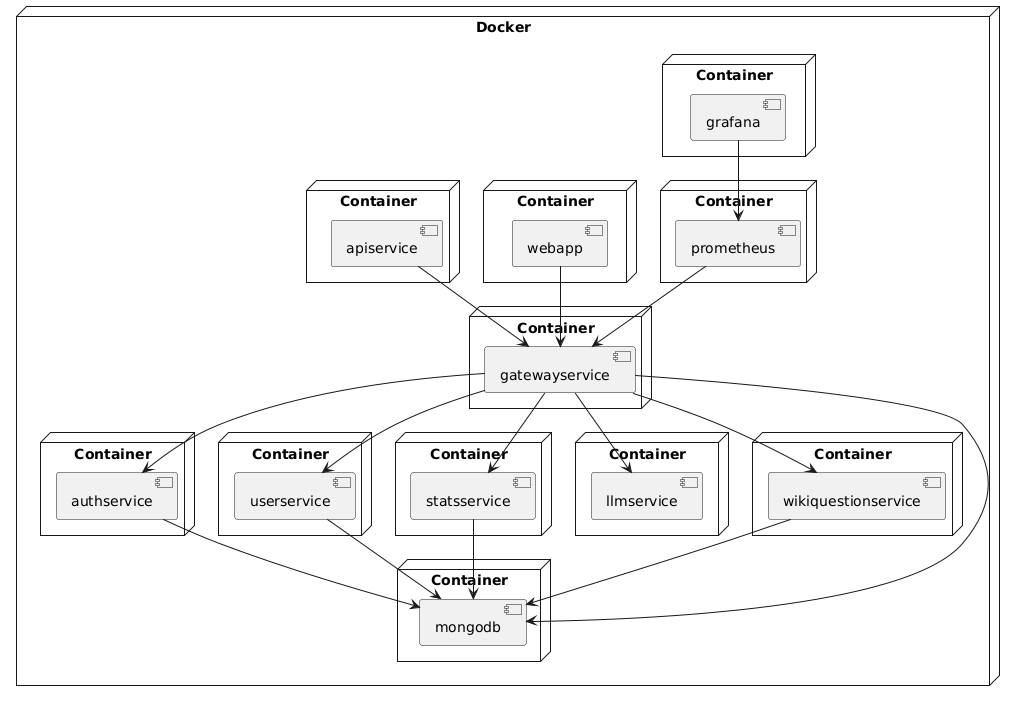 Docker
Container
grafana
Container
apiservice
Container
webapp
Container
prometheus
Container
gatewayservice
Container
authservice
Container
userservice
Container
statsservice
Container
llmservice
Container
wikiquestionservice
Container
mongodb